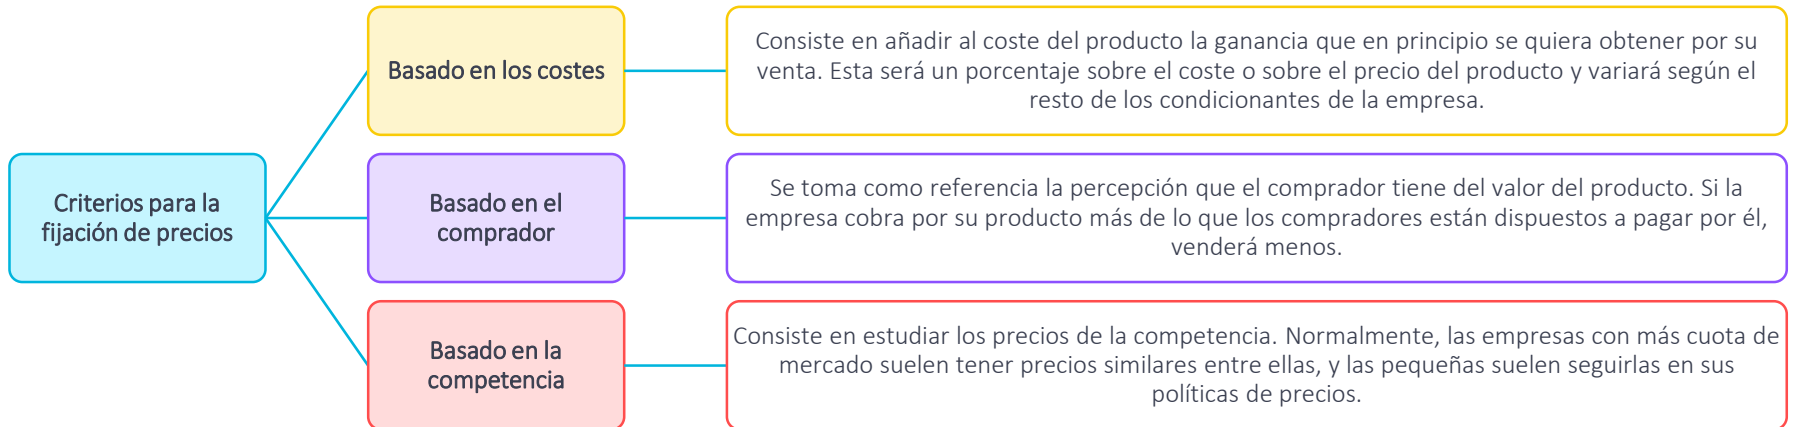 Criterios para la
fijación de precios
Basado en los costes
Consiste en añadir al coste del producto la ganancia que en principio se quiera obtener por su
venta. Esta será un porcentaje sobre el coste o sobre el precio del producto y variará según el
resto de los condicionantes de la empresa.
Basado en el
comprador
Se toma como referencia la percepción que el comprador tiene del valor del producto. Si la
empresa cobra por su producto más de lo que los compradores están dispuestos a pagar por él,
venderá menos.
Basado en la
competencia
Consiste en estudiar los precios de la competencia. Normalmente, las empresas con más cuota de
mercado suelen tener precios similares entre ellas, y las pequeñas suelen seguirlas en sus
políticas de precios.